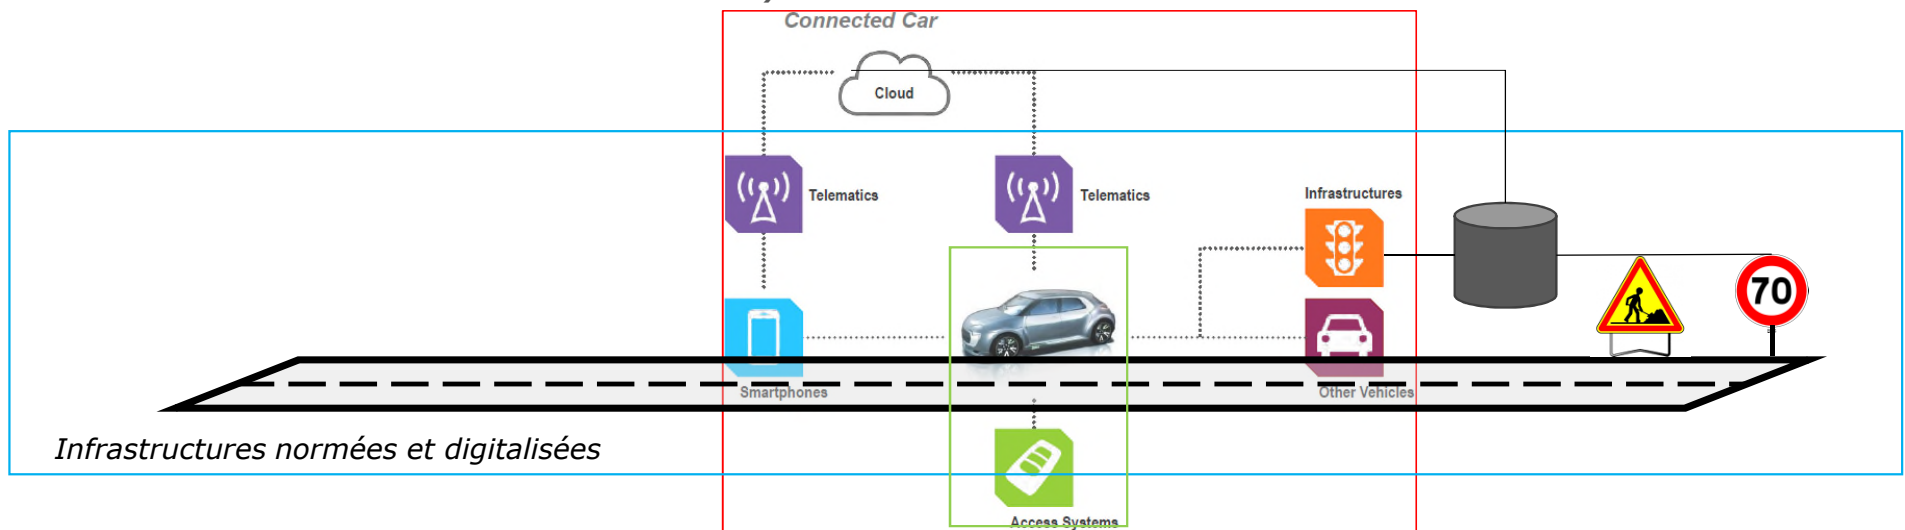 Connected Car
Cloud
Telematics
Telematics
Infrastructures
70
Smartphones
Other Vehicles
Infrastructures normées et digitalisées
Access Systems